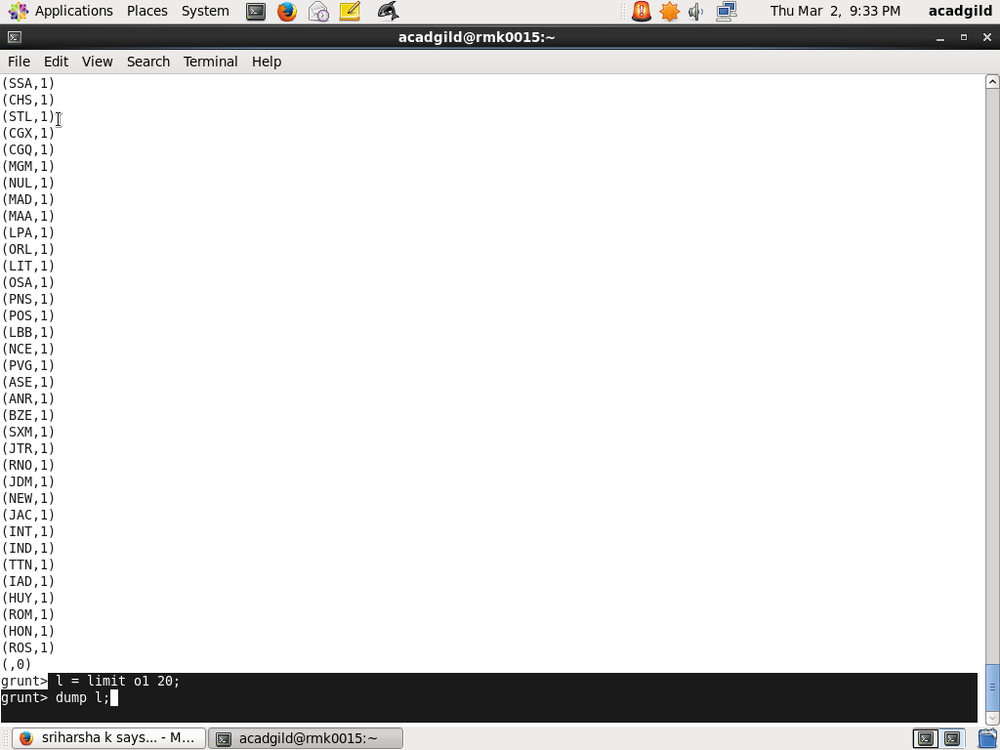 Applications Places System Thu Mar 2, 9:33 PM acadgild
acadgild@rmk0015:~
File Edit View Search Terminal Help
(SSA,1)
(CHS,1)
(STL,1)
(CGX,1)
(CGQ,1)
(MGM,1)
(NUL,1)
(MAD,1)
(MAA,1)
(LPA,1)
(ORL,1)
(LIT,1)
(OSA,1)
(PNS,1)
(POS,1)
(LBB,1)
(NCE,1)
(PVG,1)
(ASE,1)
(ANR,1)
(BZE,1)
(SXM,1)
(JTR,1)
(RNO,1)
(JDM,1)
(NEW,1)
(JAC,1)
(INT,1)
(IND,1)
(TTN,1)
(IAD,1)
(HUY,1)
(ROM,1)
(HON,1)
(ROS,1)
(,0)
grunt> l = limit o1 20;
grunt> dump l;
sriharsha k says... - M... acadgild@rmk0015:~